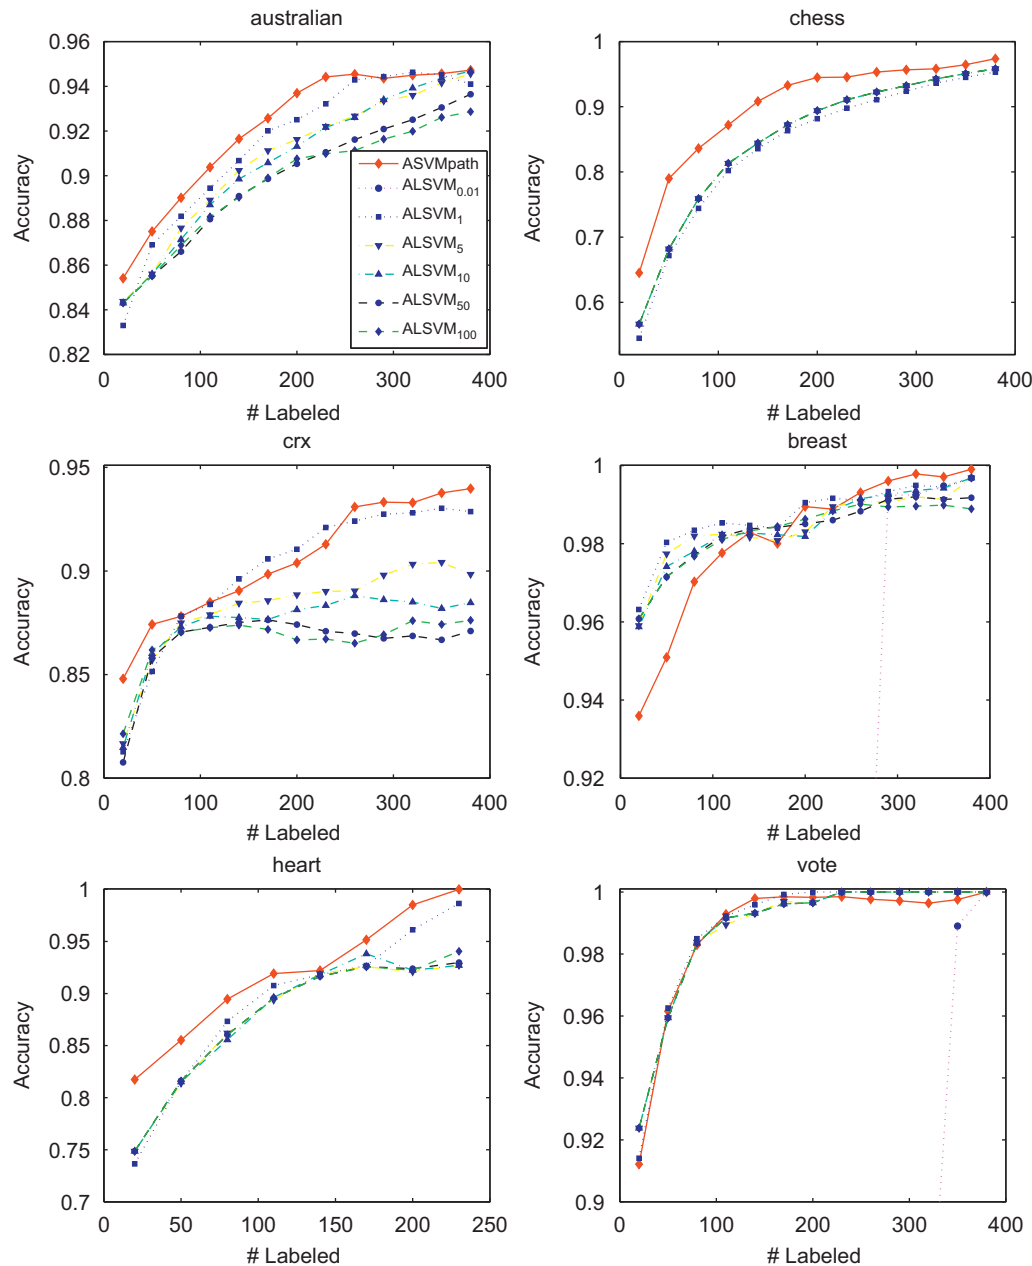 australian
0.96
0.94
0.92
0.9
0.88
0.86
0.84
0.82
Accuracy
0 100 200 300 400
# Labeled
ASVMpath
ALSVM0.01
ALSVM1
ALSVM5
ALSVM10
ALSVM50
ALSVM100
chess
1
0.9
0.8
0.7
0.6
Accuracy
0 100 200 300 400
# Labeled
crx
0.95
0.9
0.85
0.8
Accuracy
0 100 200 300 400
# Labeled
breast
1
0.98
0.96
0.94
0.92
Accuracy
0 100 200 300 400
# Labeled
heart
1
0.95
0.9
0.85
0.8
0.75
0.7
Accuracy
0 50 100 150 200 250
# Labeled
vote
1
0.98
0.96
0.94
0.92
0.9
Accuracy
0 100 200 300 400
# Labeled